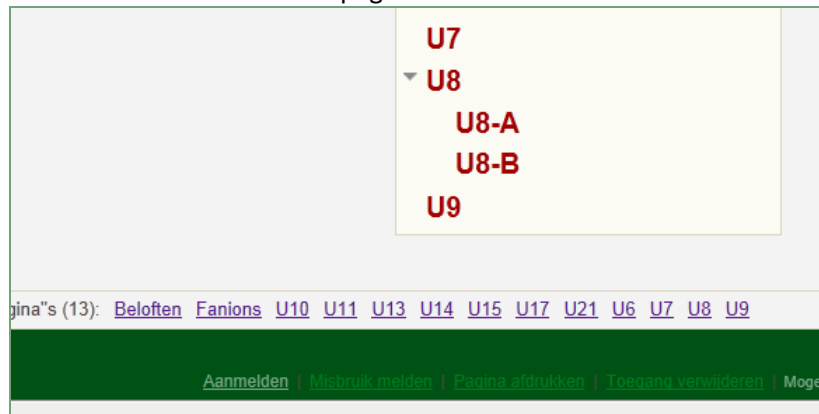 U7
U8
U8-A
U8-B
U9
gina"s (13): Beloften Fanions U10 U11 U13 U14 U15 U17 U21 U6 U7 U8 U9
Aanmelden | Misbruik melden | Pagina afdrukken | Toegang verwijderen | Moge